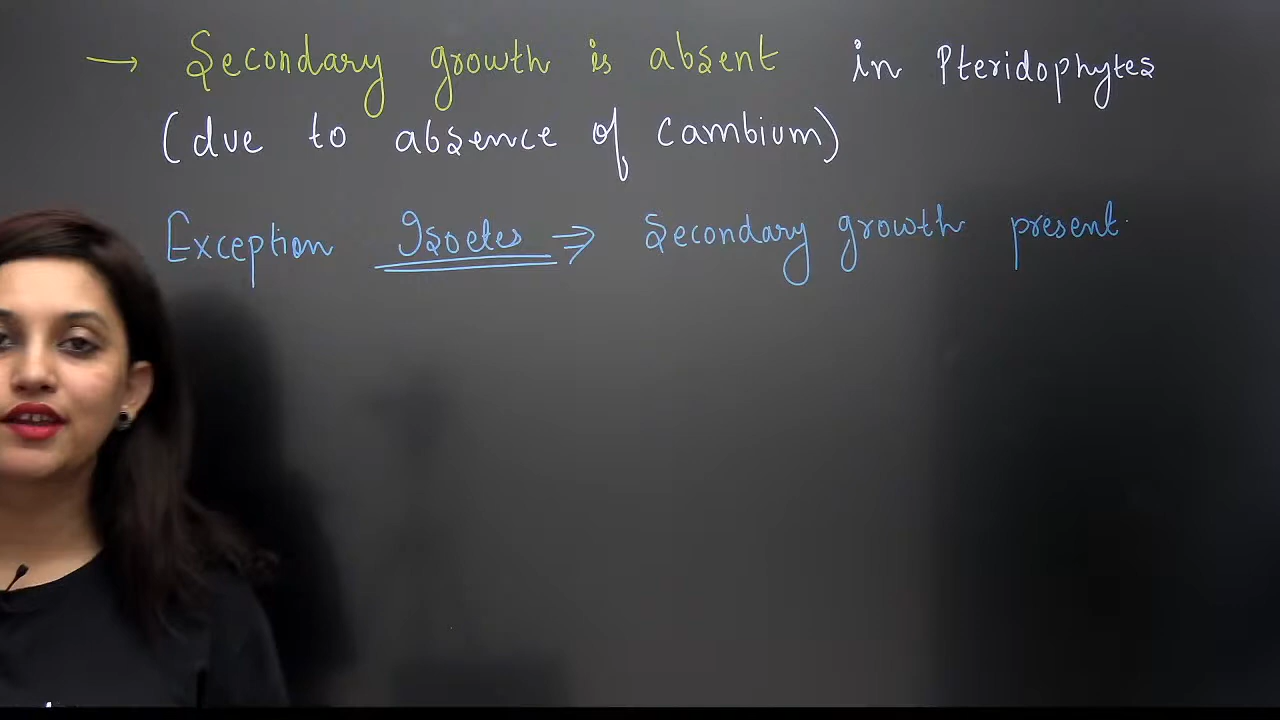 → Secondary growth is absent in Pteridophytes
(due to absence of cambium)
Exception Isoetes ⇒ Secondary growth present.